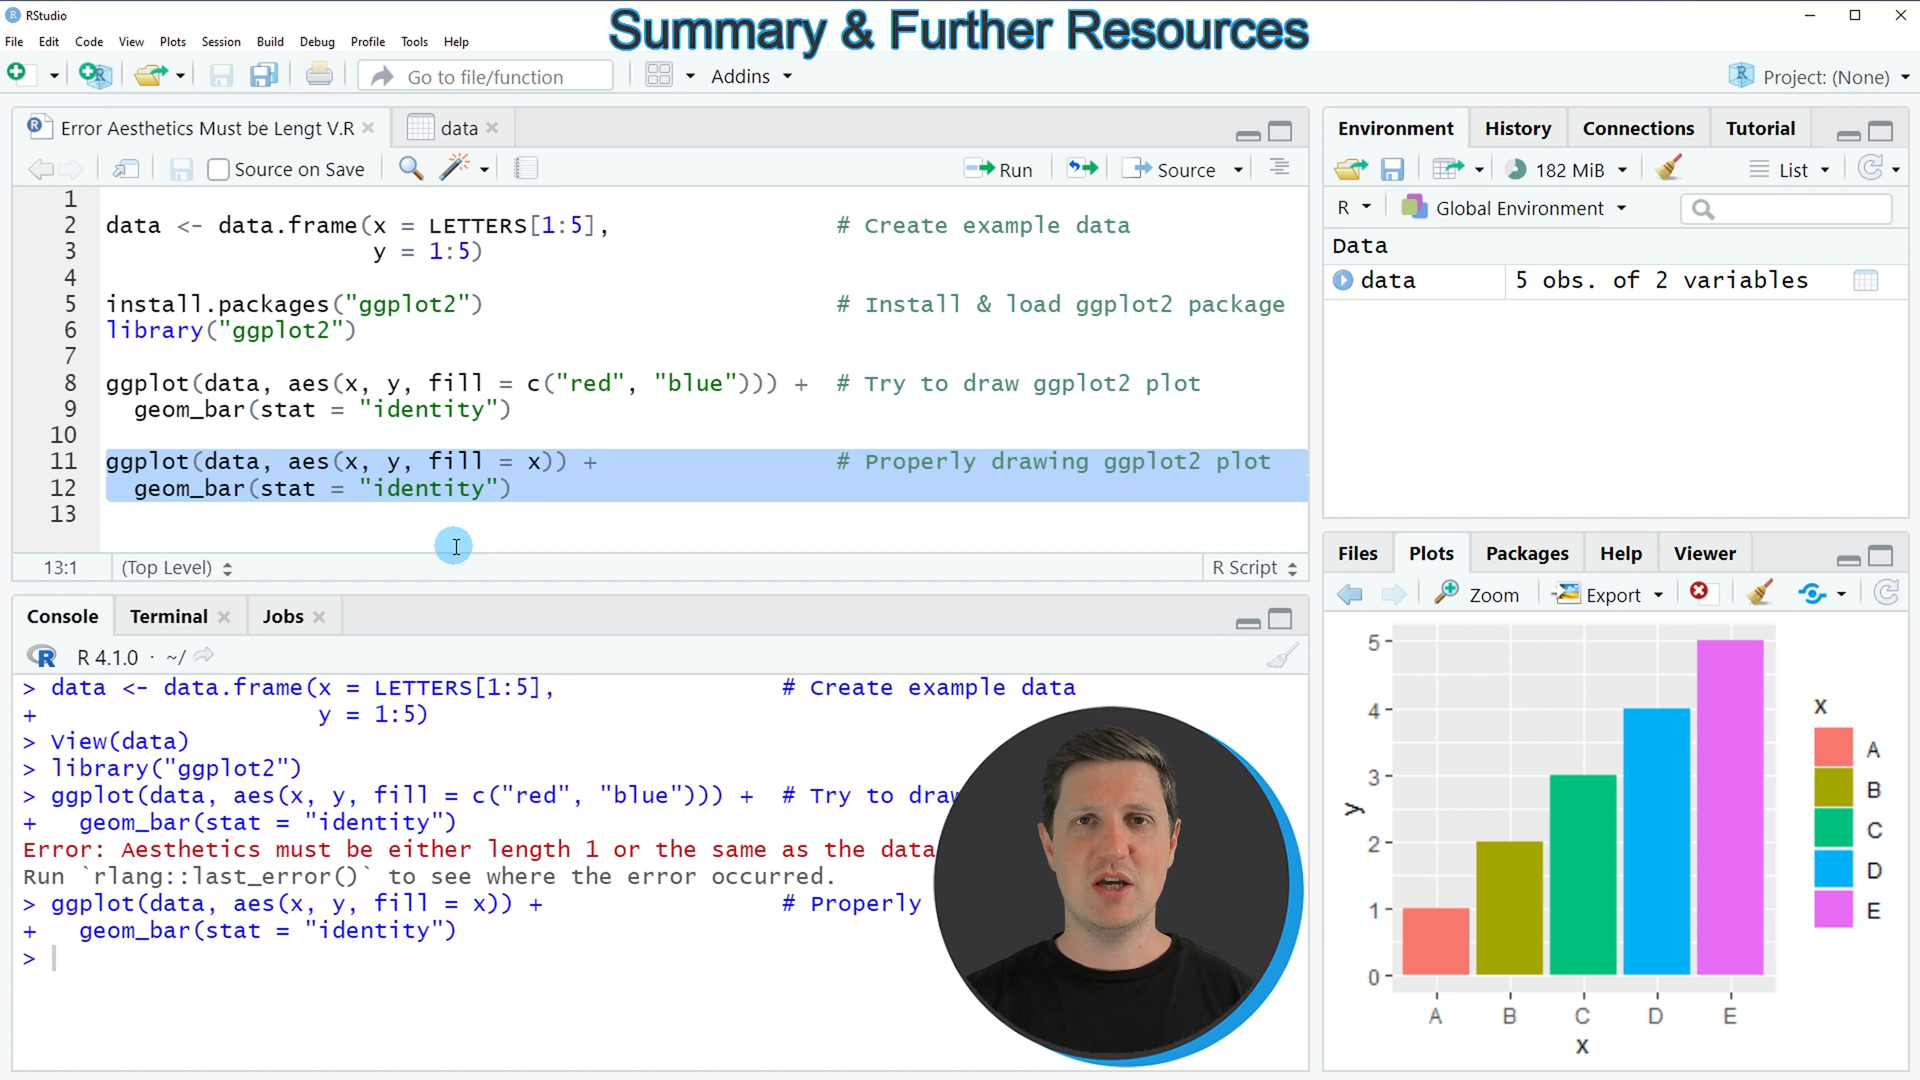 RStudio
Summary & Further Resources
File Edit Code View Plots Session Build Debug Profile Tools Help
Go to file/function
Addins
Project: (None)
Error Aesthetics Must be Lengt V.R
data
Source on Save
Run
Source
1
2 data <- data.frame(x = LETTERS[1:5], # Create example data
3 y = 1:5)
4
5 install.packages("ggplot2") # Install & load ggplot2 package
6 library("ggplot2")
7
8 ggplot(data, aes(x, y, fill = c("red", "blue"))) + # Try to draw ggplot2 plot
9 geom_bar(stat = "identity")
10
11 ggplot(data, aes(x, y, fill = x)) + # Properly drawing ggplot2 plot
12 geom_bar(stat = "identity")
13
13:1 (Top Level) R Script
Console Terminal Jobs
R 4.1.0 · ~/
> data <- data.frame(x = LETTERS[1:5], # Create example data
+ y = 1:5)
> View(data)
> library("ggplot2")
> ggplot(data, aes(x, y, fill = c("red", "blue"))) + # Try to draw
+ geom_bar(stat = "identity")
Error: Aesthetics must be either length 1 or the same as the data
Run `rlang::last_error()` to see where the error occurred.
> ggplot(data, aes(x, y, fill = x)) + # Properly
+ geom_bar(stat = "identity")
>
Environment History Connections Tutorial
182 MiB
List
R Global Environment
Data
data 5 obs. of 2 variables
Files Plots Packages Help Viewer
Zoom Export
5
4
3
2
1
0
y
A B C D E
x
x
A
B
C
D
E